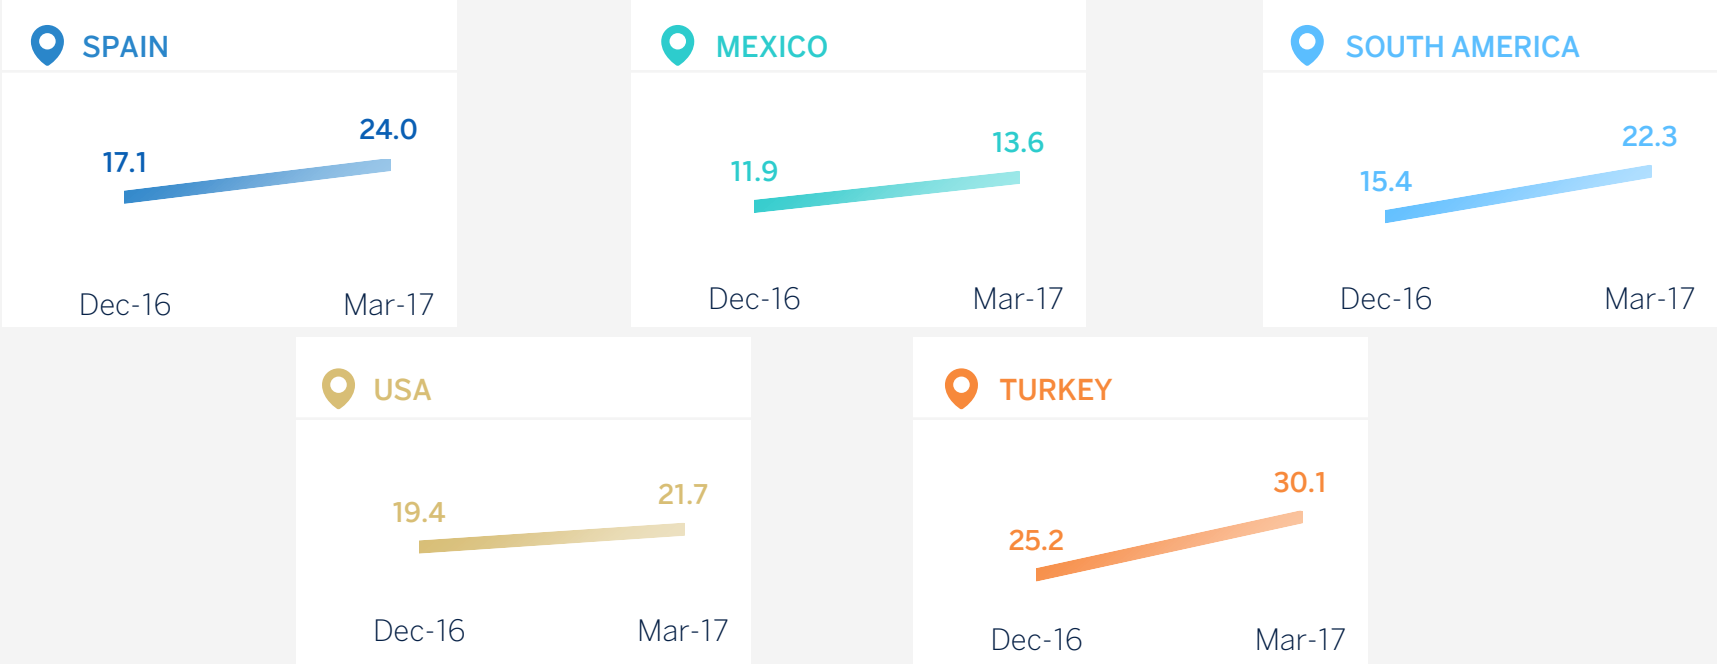 SPAIN
17.1
24.0
Dec-16
Mar-17
MEXICO
11.9
13.6
Dec-16
Mar-17
SOUTH AMERICA
15.4
22.3
Dec-16
Mar-17
USA
19.4
21.7
Dec-16
Mar-17
TURKEY
25.2
30.1
Dec-16
Mar-17